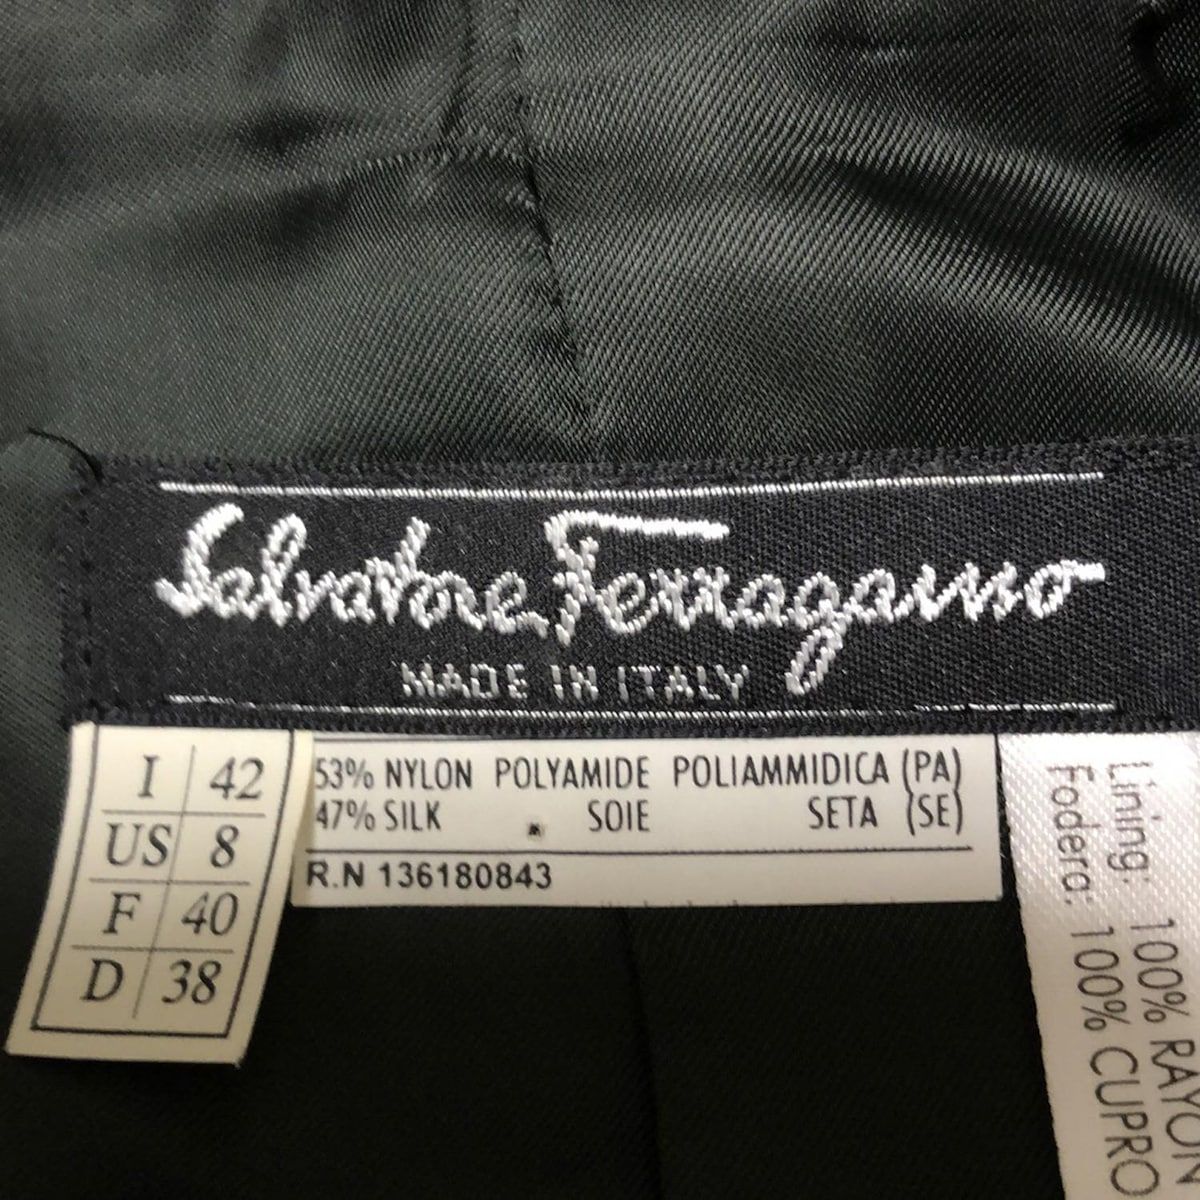 Salvatore Ferragamo
MADE IN ITALY
I 42
US 8
F 40
D 38
53% NYLON POLYAMIDE POLIAMMIDICA (PA)
47% SILK SOIE SETA (SE)
R.N 136180843
Lining: 100% RAYON
Fodera: 100% CUPRO